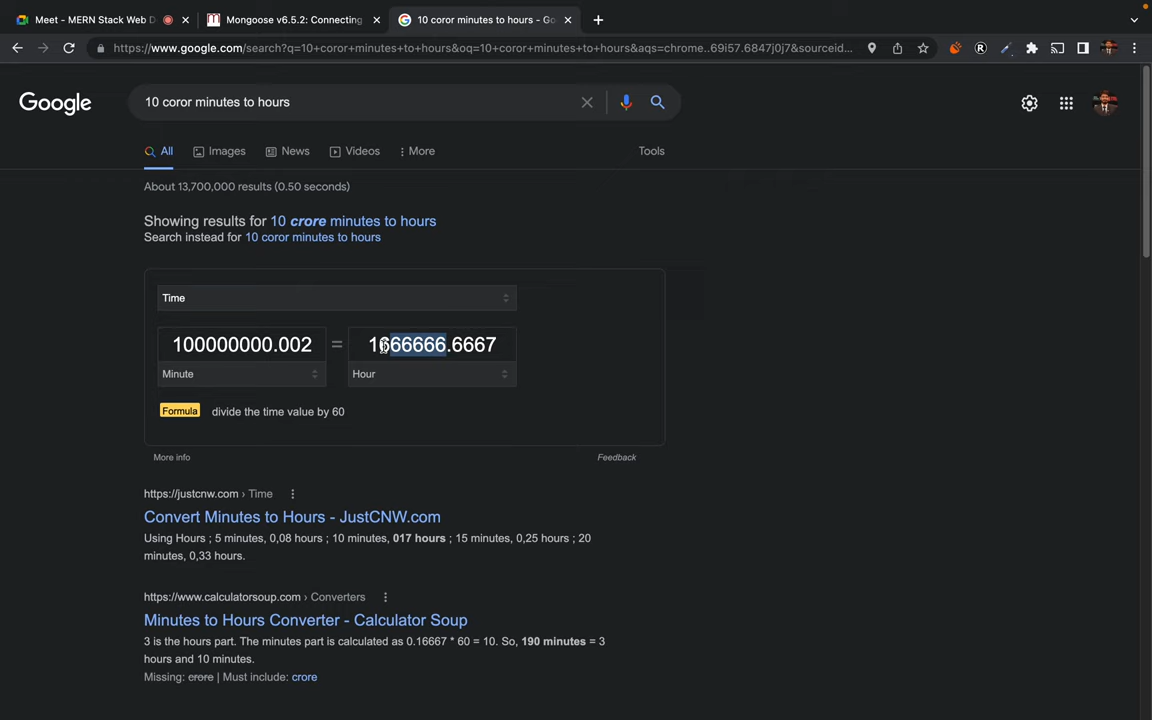 Meet - MERN Stack Web D
Mongoose v6.5.2: Connecting
10 coror minutes to hours - Go
https://www.google.com/search?q=10+coror+minutes+to+hours&oq=10+coror+minutes+to+hours&aqs=chrome..69i57.6847j0j7&sourceid...
Google
10 coror minutes to hours
All
Images
News
Videos
More
Tools
About 13,700,000 results (0.50 seconds)
Showing results for 10 crore minutes to hours
Search instead for 10 coror minutes to hours
Time
100000000.002 = 1666666.6667
Minute
Hour
Formula divide the time value by 60
More info
Feedback
https://justcnw.com › Time
Convert Minutes to Hours - JustCNW.com
Using Hours ; 5 minutes, 0,08 hours ; 10 minutes, 017 hours ; 15 minutes, 0,25 hours ; 20
minutes, 0,33 hours.
https://www.calculatorsoup.com › Converters
Minutes to Hours Converter - Calculator Soup
3 is the hours part. The minutes part is calculated as 0.16667 * 60 = 10. So, 190 minutes = 3
hours and 10 minutes.
Missing: crore | Must include: crore